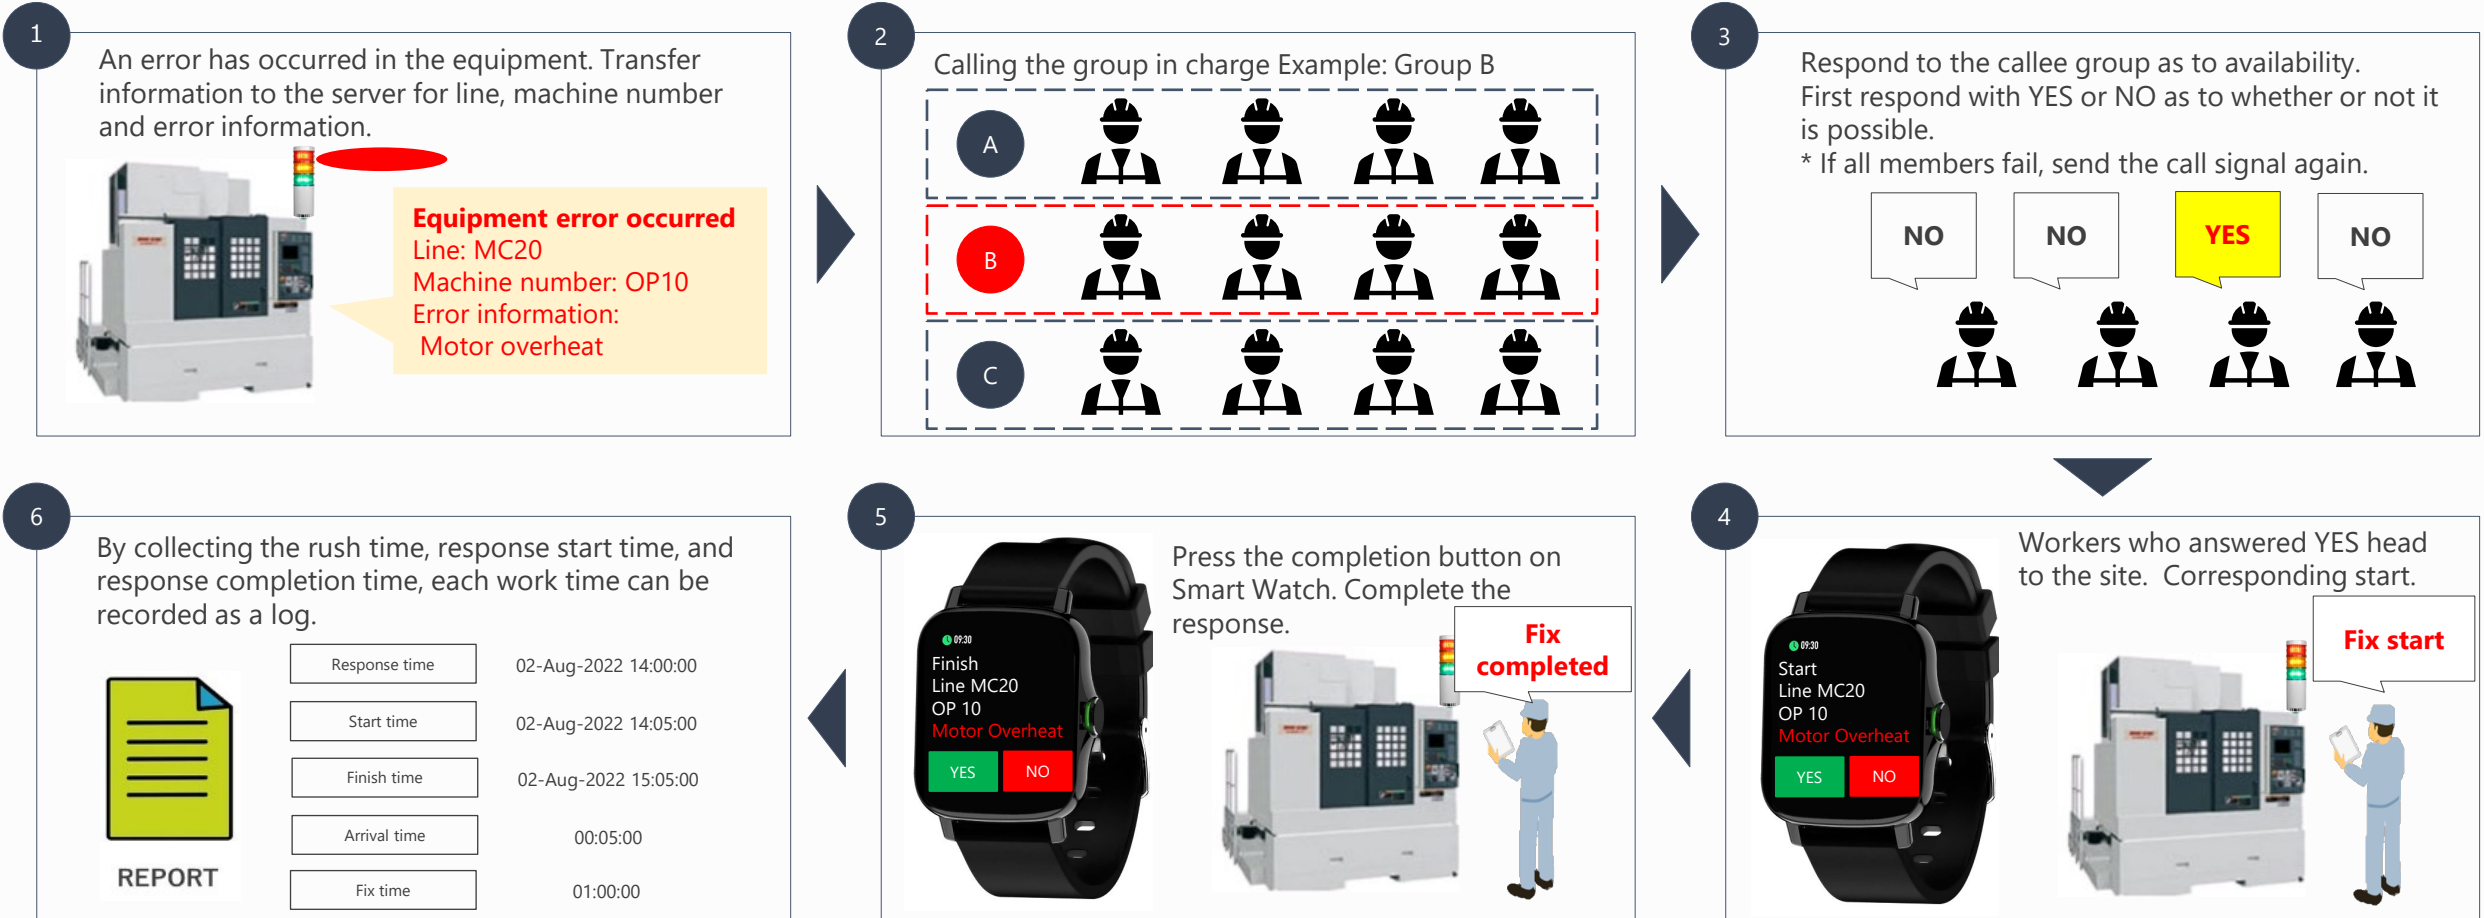 1
An error has occurred in the equipment. Transfer
information to the server for line, machine number
and error information.
Equipment error occurred
Line: MC20
Machine number: OP10
Error information:
Motor overheat
2
Calling the group in charge Example: Group B
A
B
C
3
Respond to the callee group as to availability.
First respond with YES or NO as to whether or not it
is possible.
* If all members fail, send the call signal again.
NO
NO
YES
NO
4
Workers who answered YES head
to the site. Corresponding start.
Fix start
09:30
Start
Line MC20
OP 10
Motor Overheat
YES
NO
5
Press the completion button on
Smart Watch. Complete the
response.
Fix
completed
09:30
Finish
Line MC20
OP 10
Motor Overheat
YES
NO
6
By collecting the rush time, response start time, and
response completion time, each work time can be
recorded as a log.
REPORT
Response time 02-Aug-2022 14:00:00
Start time 02-Aug-2022 14:05:00
Finish time 02-Aug-2022 15:05:00
Arrival time 00:05:00
Fix time 01:00:00